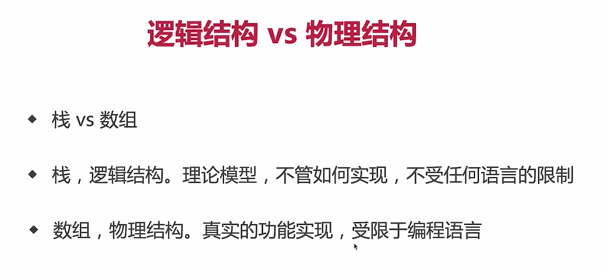 逻辑结构 vs 物理结构
栈 vs 数组
栈，逻辑结构。理论模型，不管如何实现，不受任何语言的限制
数组，物理结构。真实的功能实现，受限于编程语言